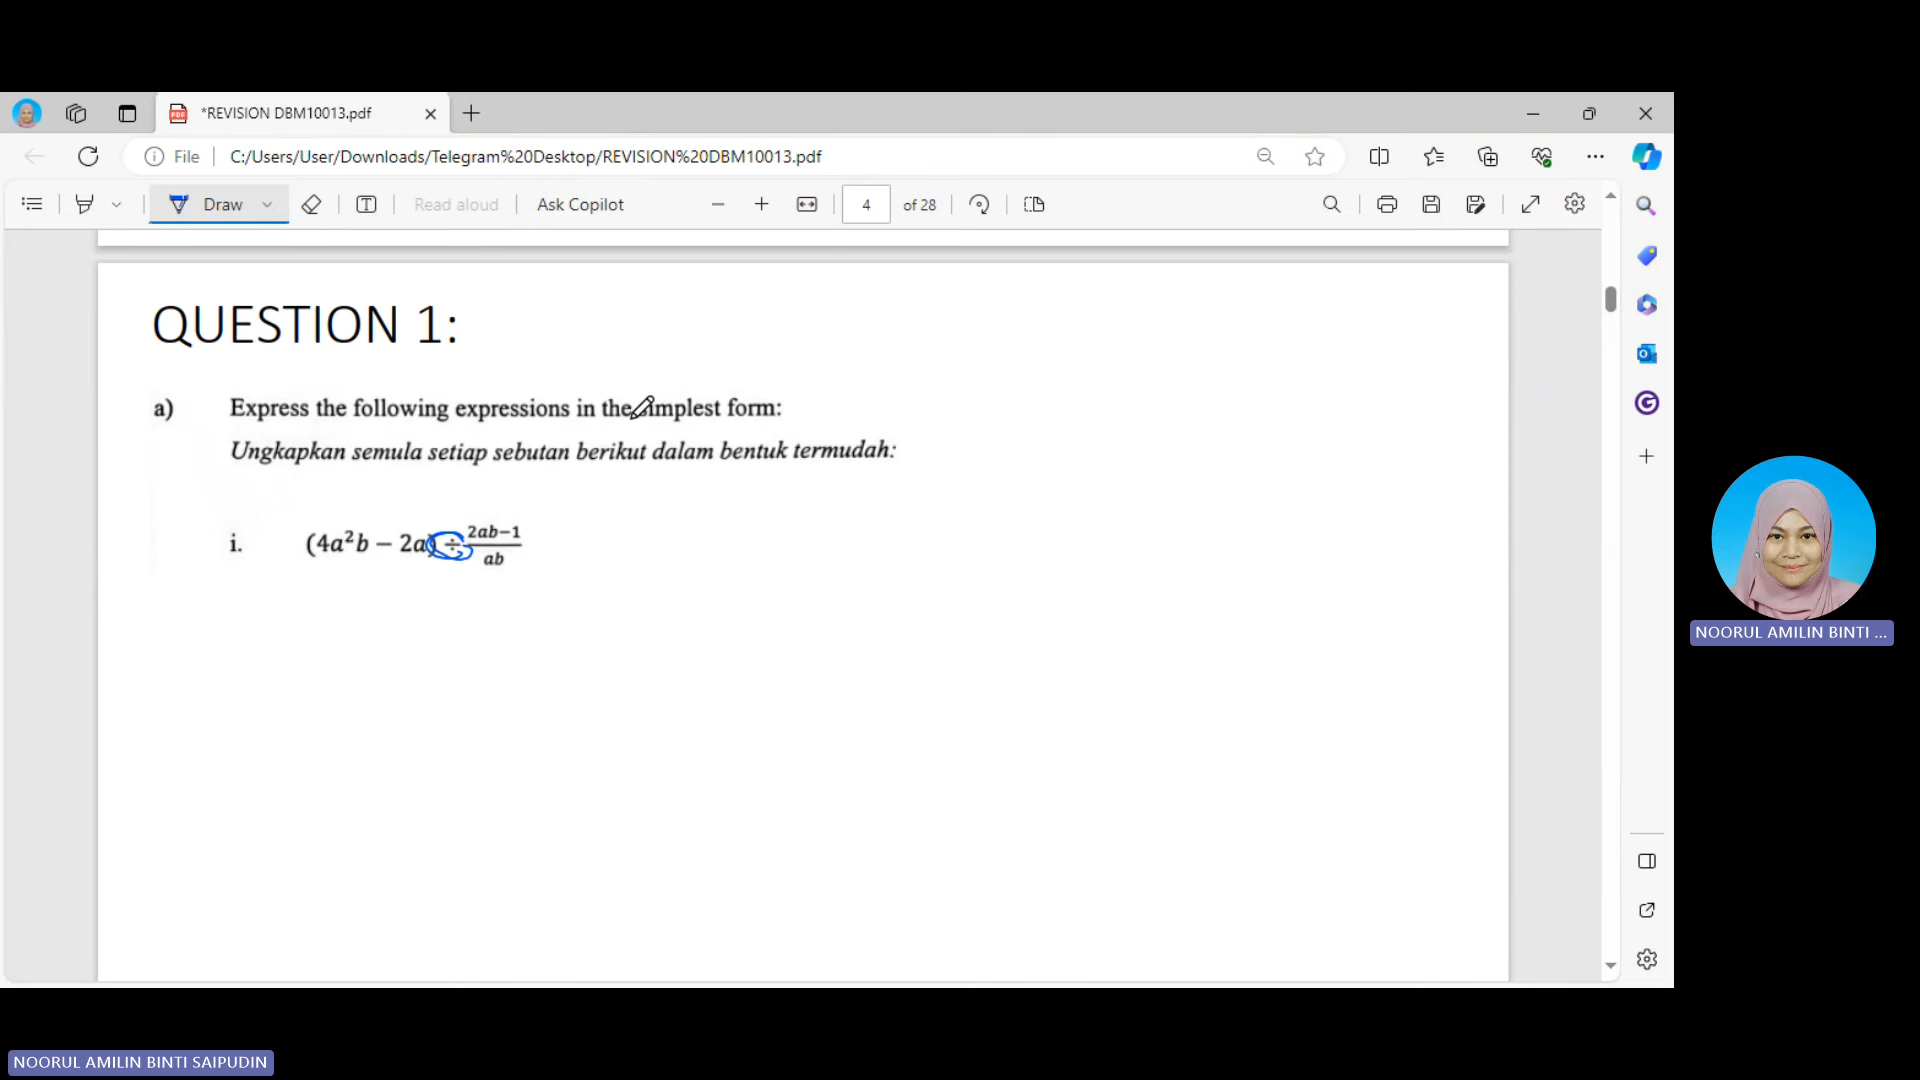 *REVISION DBM10013.pdf
File
C:/Users/User/Downloads/Telegram%20Desktop/REVISION%20DBM10013.pdf
Draw
Read aloud
Ask Copilot
4
of 28
QUESTION 1:
a) Express the following expressions in the simplest form:
Ungkapkan semula setiap sebutan berikut dalam bentuk termudah:
i. (4a²b − 2a) ÷ \frac{2ab−1}{ab}
NOORUL AMILIN BINTI ...
NOORUL AMILIN BINTI SAIPUDIN